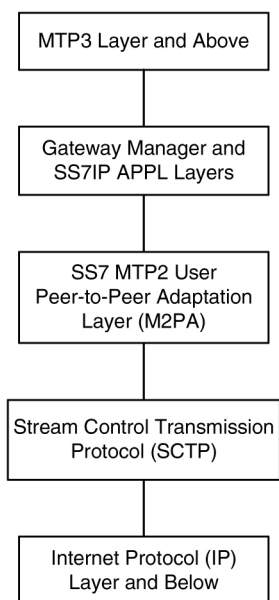 MTP3 Layer and Above
Gateway Manager and
SS7IP APPL Layers
SS7 MTP2 User
Peer-to-Peer Adaptation
Layer (M2PA)
Stream Control Transmission
Protocol (SCTP)
Internet Protocol (IP)
Layer and Below